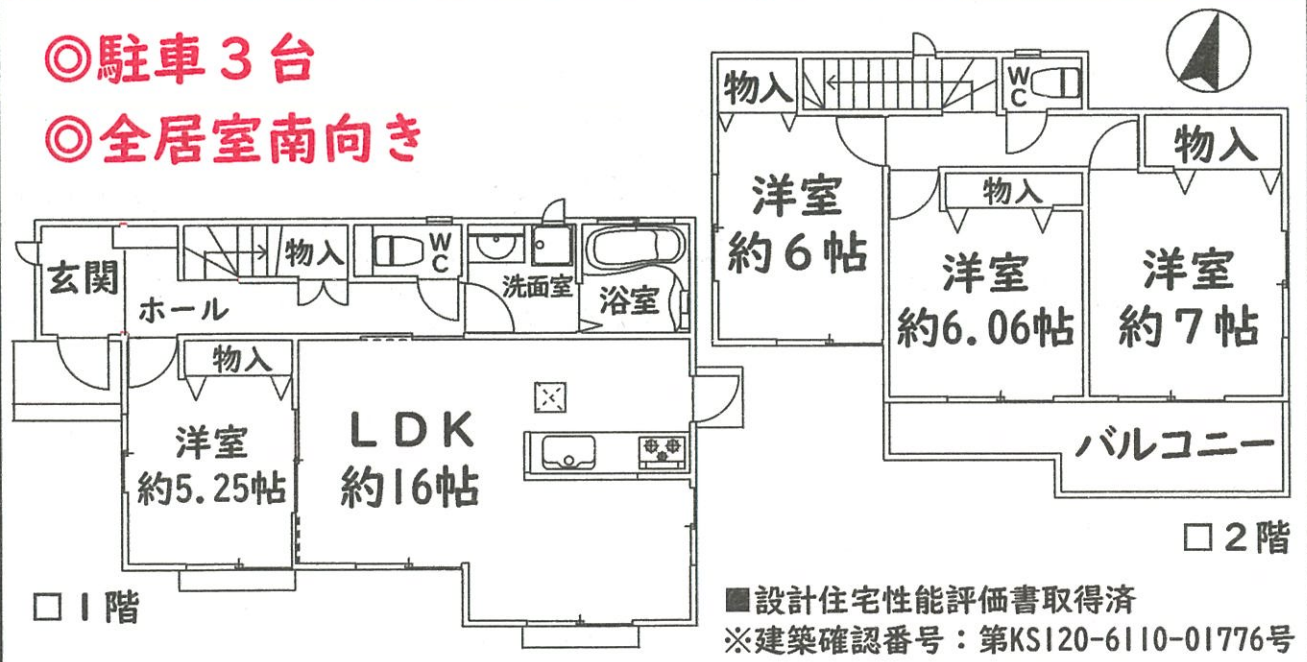 ◎駐車3台
◎全居室南向き
玄関
ホール
物入
WC
洗面室
浴室
物入
洋室
約5.25帖
LDK
約16帖
□1階
物入
WC
洋室
約6帖
物入
洋室
約6.06帖
物入
洋室
約7帖
バルコニー
□2階
■設計住宅性能評価書取得済
※建築確認番号：第KS120-6110-01776号